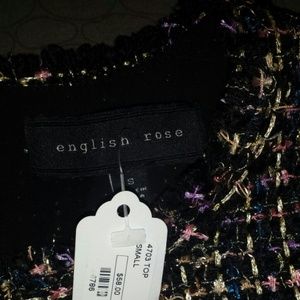 english rose
S
4703 TOP
SMALL
$58.00